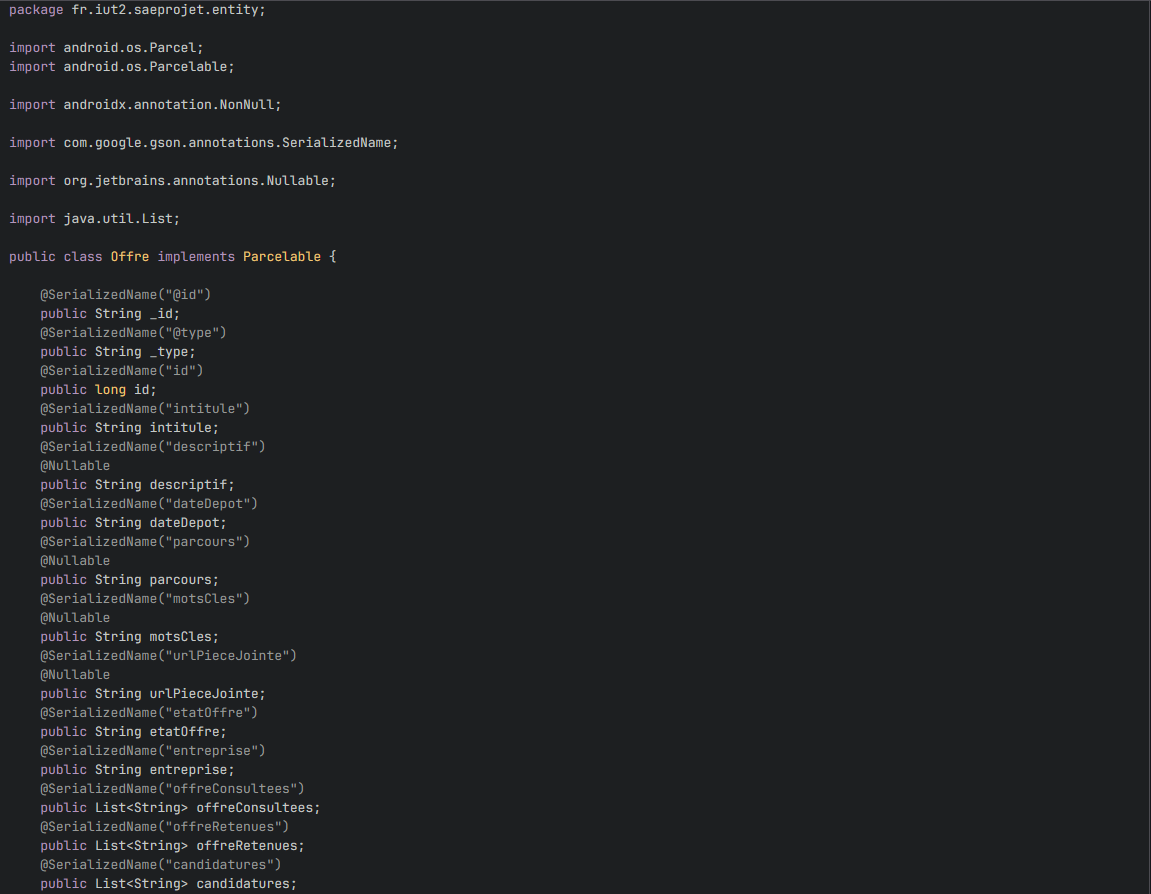 package fr.iut2.saeprojet.entity;
import android.os.Parcel;
import android.os.Parcelable;
import androidx.annotation.NonNull;
import com.google.gson.annotations.SerializedName;
import org.jetbrains.annotations.Nullable;
import java.util.List;
public class Offre implements Parcelable {
@SerializedName("@id")
public String _id;
@SerializedName("@type")
public String _type;
@SerializedName("id")
public long id;
@SerializedName("intitule")
public String intitule;
@SerializedName("descriptif")
@Nullable
public String descriptif;
@SerializedName("dateDepot")
public String dateDepot;
@SerializedName("parcours")
@Nullable
public String parcours;
@SerializedName("motsCles")
@Nullable
public String motsCles;
@SerializedName("urlPieceJointe")
@Nullable
public String urlPieceJointe;
@SerializedName("etatOffre")
public String etatOffre;
@SerializedName("entreprise")
public String entreprise;
@SerializedName("offreConsultees")
public List<String> offreConsultees;
@SerializedName("offreRetenues")
public List<String> offreRetenues;
@SerializedName("candidatures")
public List<String> candidatures;